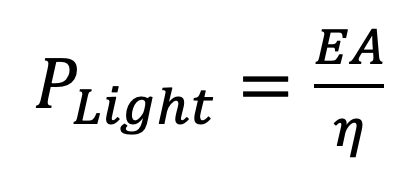 P_Light = EA/η